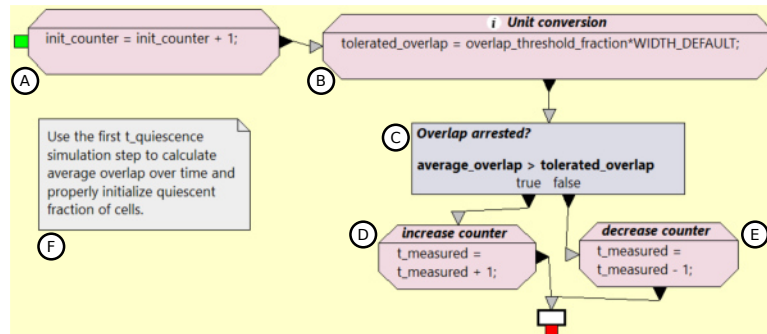 init_counter = init_counter + 1;
A
i Unit conversion
tolerated_overlap = overlap_threshold_fraction*WIDTH_DEFAULT;
B
C
Overlap arrested?
average_overlap > tolerated_overlap
true false
Use the first t_quiescence
simulation step to calculate
average overlap over time and
properly initialize quiescent
fraction of cells.
F
D
increase counter
t_measured =
t_measured + 1;
decrease counter
t_measured =
t_measured - 1;
E